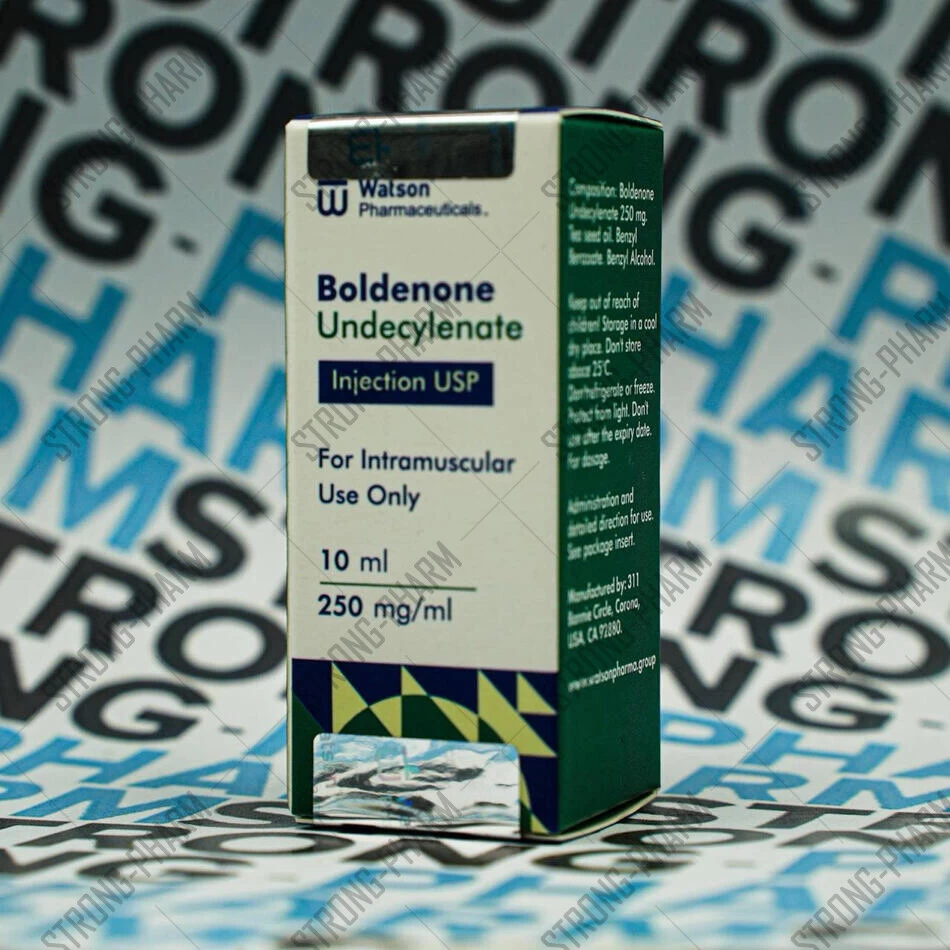 Watson
Pharmaceuticals.
Boldenone
Undecylenate
Injection USP
For Intramuscular
Use Only
10 ml
250 mg/ml
Composition: Boldenone
Undecylenate 250 mg.
Tea seed oil. Benzyl
Benzoate. Benzyl Alcohol.
Keep out of reach of
children! Storage in a cool
dry place. Don't store
above 25°C.
Don't refrigerate or freeze.
Protect from light. Don't
use after the expiry date.
For dosage.
Administration and
detailed direction for use.
See package insert.
Manufactured by: 311
Bonnie Circle, Corona,
USA, CA 92880.
www.watsonpharma.group
STRONG-PHARM